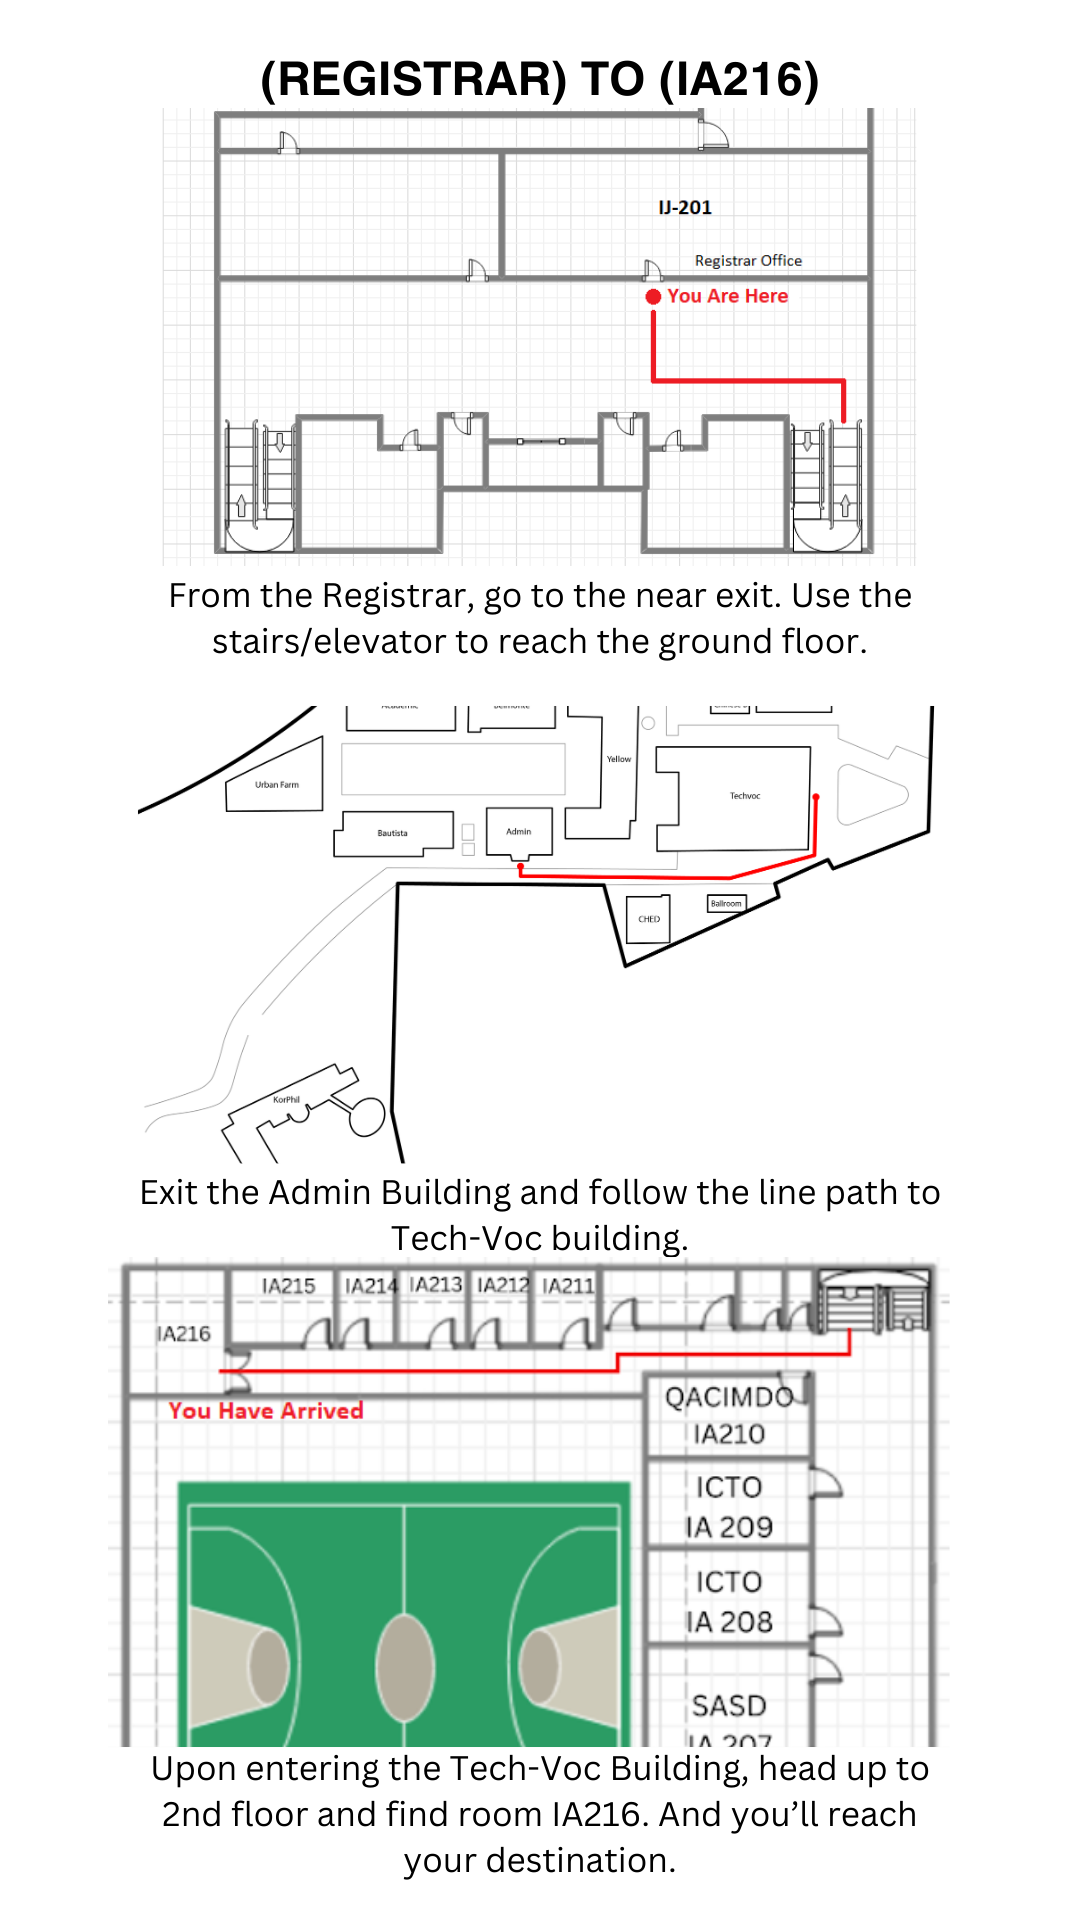 (REGISTRAR) TO (IA216)
IJ-201
Registrar Office
You Are Here
From the Registrar, go to the near exit. Use the
stairs/elevator to reach the ground floor.
Academic
Belmonte
Yellow
Urban Farm
Techvoc
Bautista
Admin
CHED
Ballroom
KorPhil
Exit the Admin Building and follow the line path to
Tech-Voc building.
IA215
IA214
IA213
IA212
IA211
IA216
You Have Arrived
QACIMDO
IA210
ICTO
IA 209
ICTO
IA 208
SASD
IA 207
Upon entering the Tech-Voc Building, head up to
2nd floor and find room IA216. And you’ll reach
your destination.